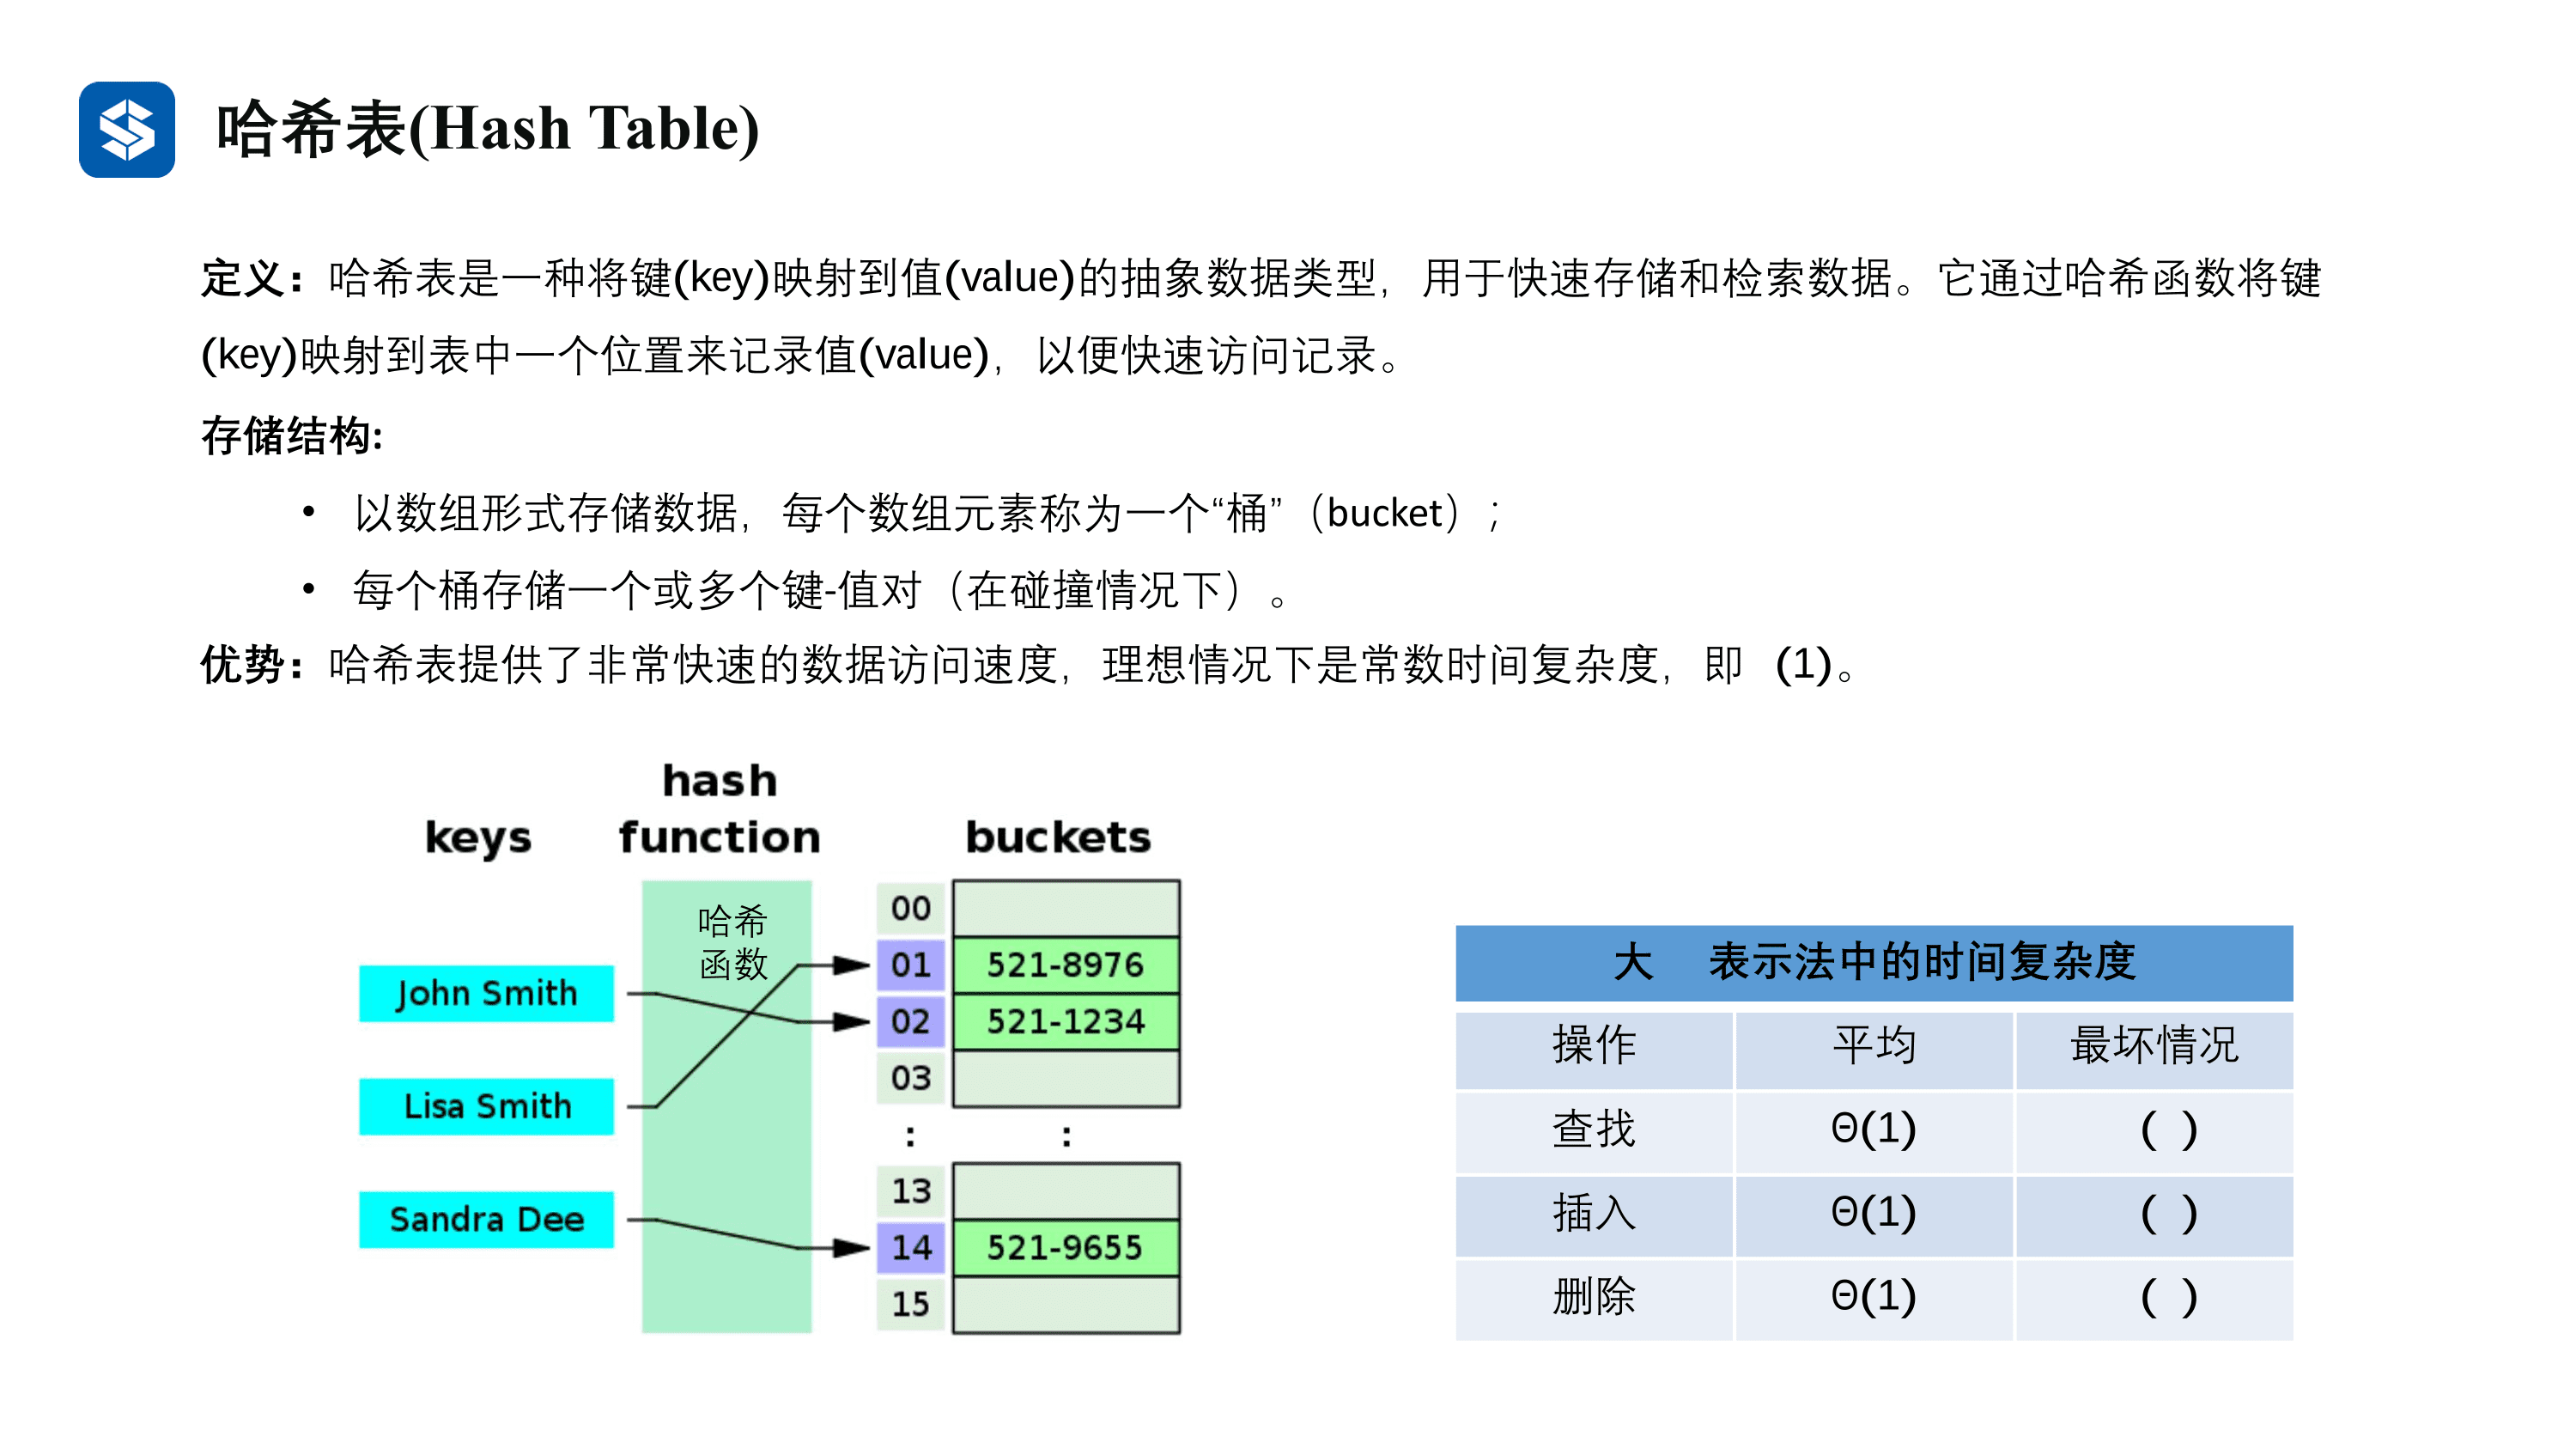 哈希表(Hash Table)
定义：哈希表是一种将键(key)映射到值(value)的抽象数据类型，用于快速存储和检索数据。它通过哈希函数将键
(key)映射到表中一个位置来记录值(value)，以便快速访问记录。
存储结构:
• 以数组形式存储数据，每个数组元素称为一个“桶”（bucket）；
• 每个桶存储一个或多个键-值对（在碰撞情况下）。
优势：哈希表提供了非常快速的数据访问速度，理想情况下是常数时间复杂度，即 (1)。
hash
keys function buckets
哈希
函数
00
01 521-8976
John Smith
02 521-1234
03
Lisa Smith
: :
13
Sandra Dee
14 521-9655
15
大 表示法中的时间复杂度
操作 平均 最坏情况
查找 Θ(1) ( )
插入 Θ(1) ( )
删除 Θ(1) ( )